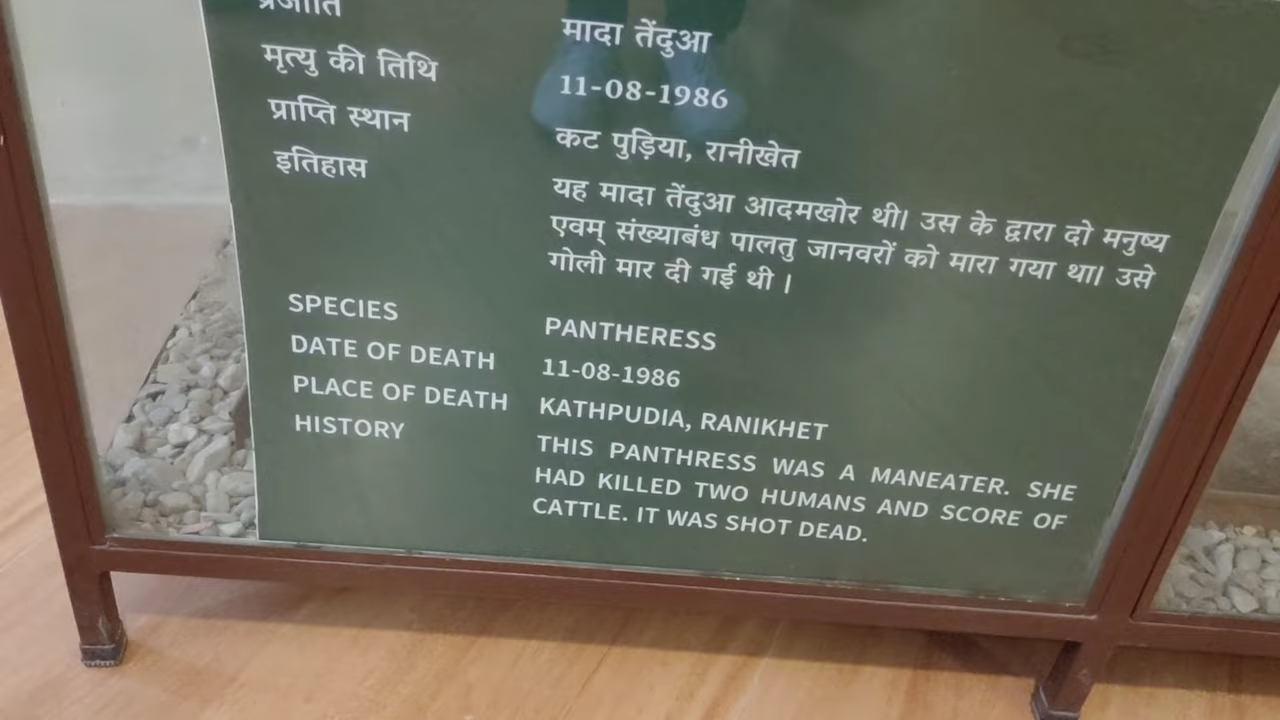 प्रजाति मादा तेंदुआ
मृत्यु की तिथि 11-08-1986
प्राप्ति स्थान कट पुड़िया, रानीखेत
इतिहास यह मादा तेंदुआ आदमखोर थी। उस के द्वारा दो मनुष्य
एवम् संख्याबंध पालतु जानवरों को मारा गया था। उसे
गोली मार दी गई थी ।
SPECIES PANTHERESS
DATE OF DEATH 11-08-1986
PLACE OF DEATH KATHPUDIA, RANIKHET
HISTORY THIS PANTHRESS WAS A MANEATER. SHE
HAD KILLED TWO HUMANS AND SCORE OF
CATTLE. IT WAS SHOT DEAD.